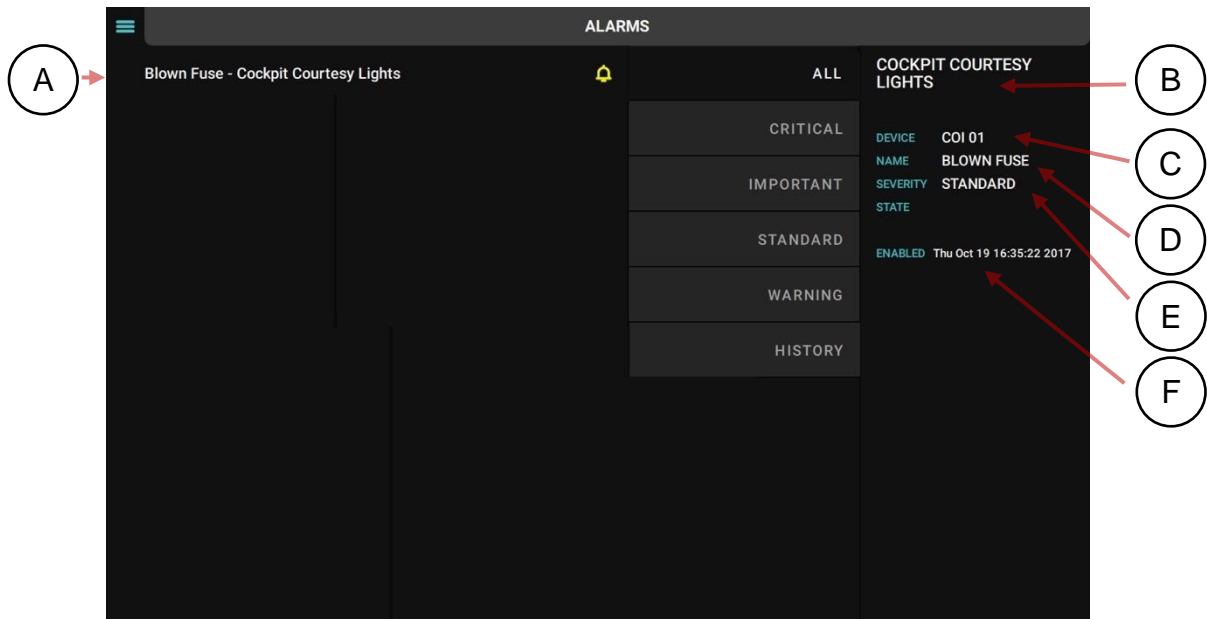 ALARMS
A
Blown Fuse - Cockpit Courtesy Lights
ALL
CRITICAL
IMPORTANT
STANDARD
WARNING
HISTORY
COCKPIT COURTESY
LIGHTS
DEVICE COI 01
NAME BLOWN FUSE
SEVERITY STANDARD
STATE
ENABLED Thu Oct 19 16:35:22 2017
B
C
D
E
F